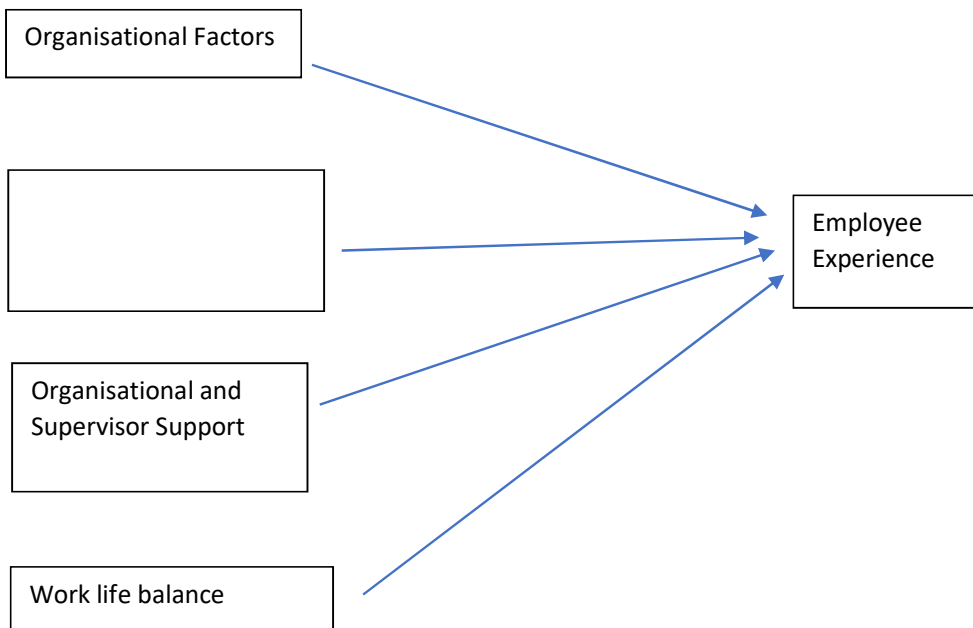 Organisational Factors
Employee
Experience
Organisational and
Supervisor Support
Work life balance